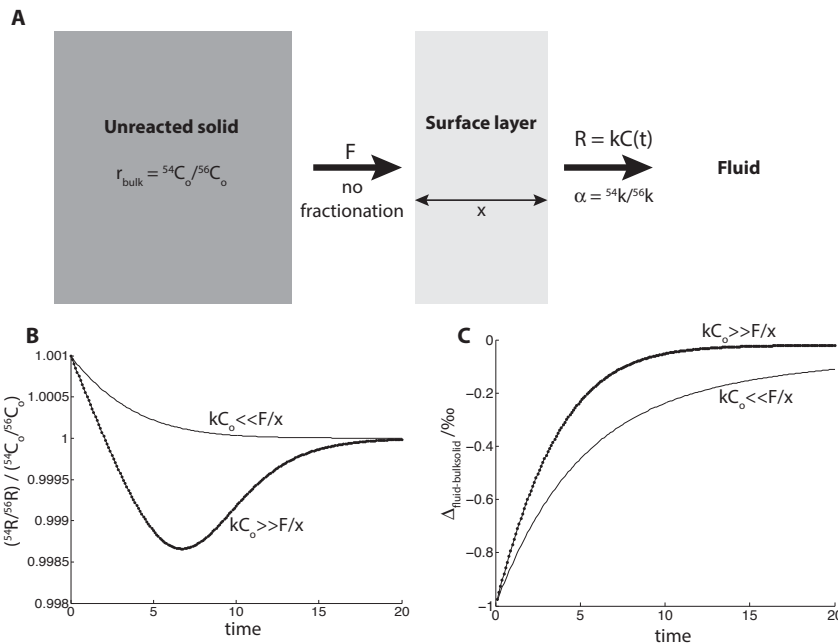 A
Unreacted solid
r_bulk = ⁵⁴C_o/⁵⁶C_o
F
no
fractionation
Surface layer
x
R = kC(t)
α = ⁵⁴k/⁵⁶k
Fluid
B
(⁵⁴R/⁵⁶R) / (⁵⁴C_o/⁵⁶C_o)
1.001
1.0005
1
0.9995
0.999
0.9985
0.998
kC_o<<F/x
kC_o>>F/x
0
5
10
15
20
time
C
Δ_fluid-bulksolid /‰
0
−0.2
−0.4
−0.6
−0.8
−1
kC_o>>F/x
kC_o<<F/x
0
5
10
15
20
time